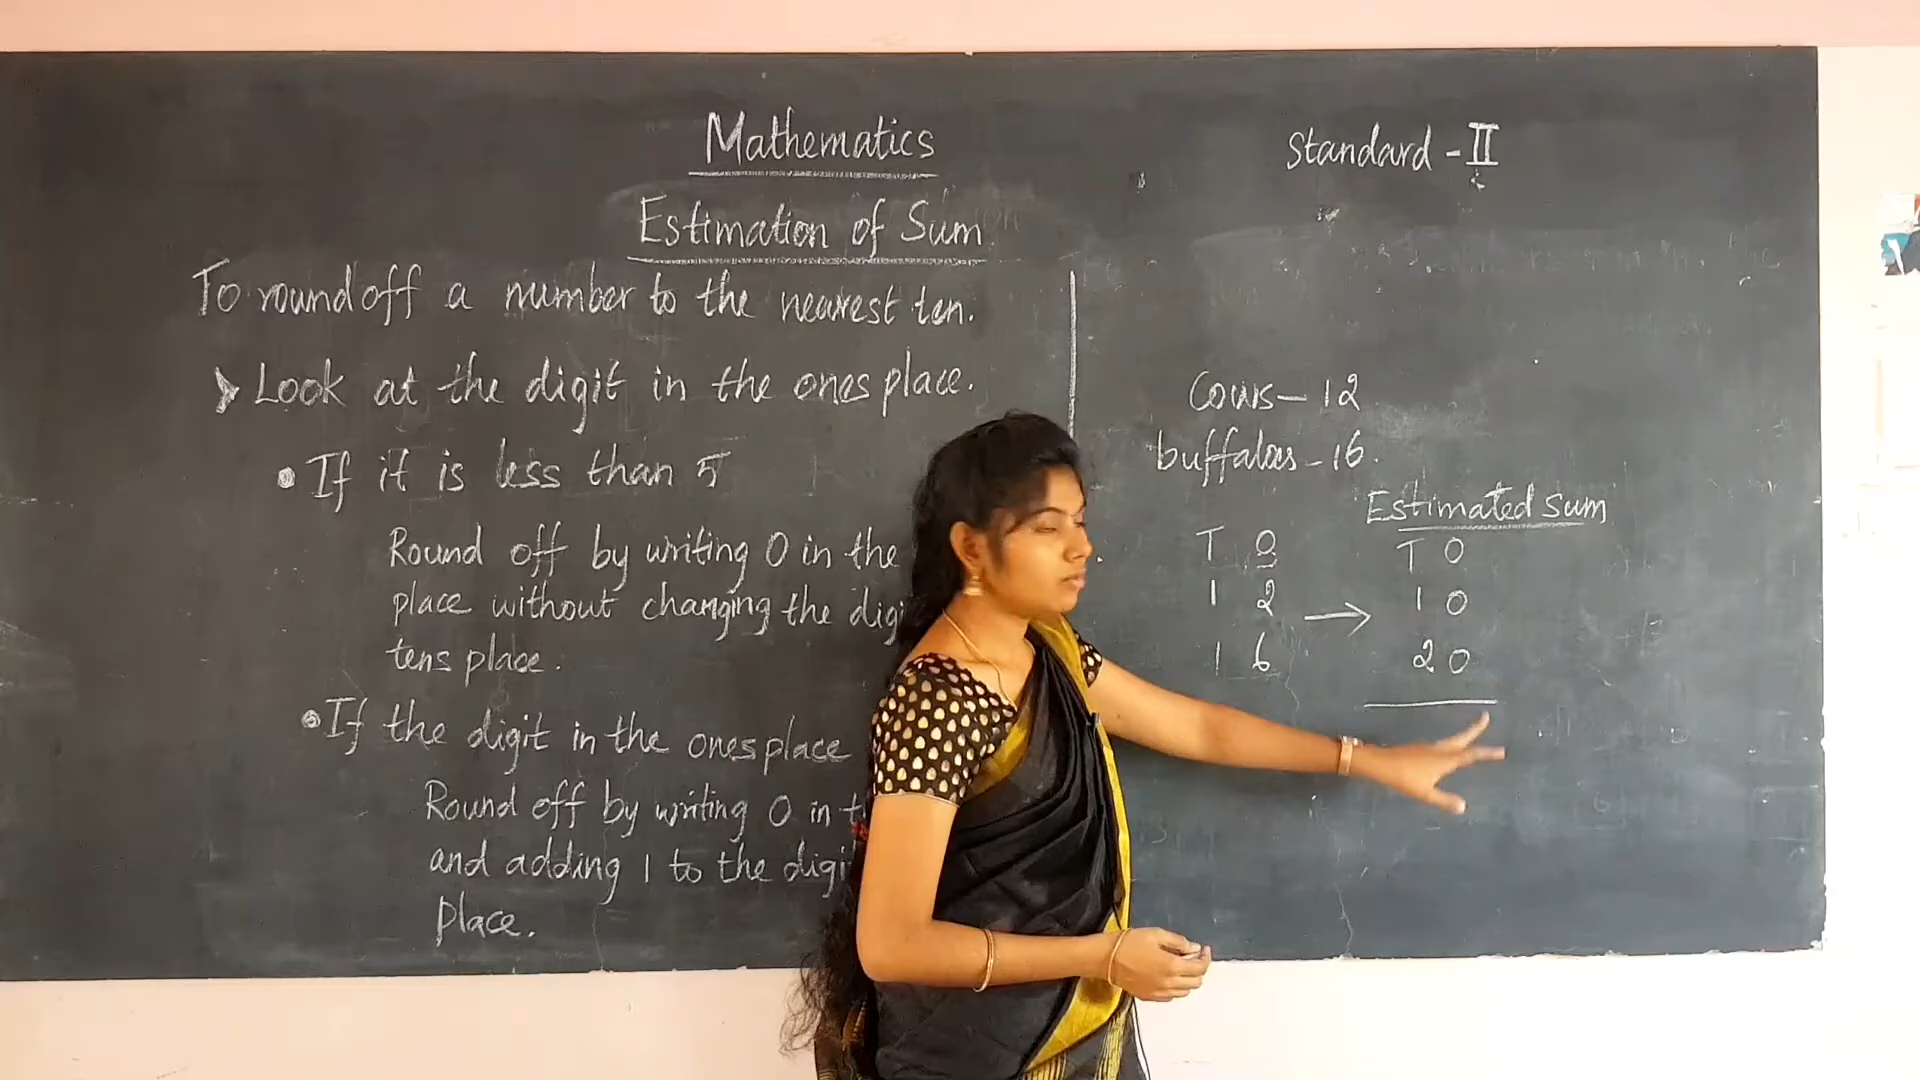 Mathematics
Standard - II
Estimation of Sum
To round off a number to the nearest ten.
Look at the digit in the ones place.
If it is less than 5
Round off by writing 0 in the
place without changing the
tens place.
If the digit in the ones place
Round off by writing 0 in
and adding 1 to the
place.
Cows - 12
buffaloes - 16.
Estimated Sum
T O T O
1 2 → 1 0
1 6 2 0